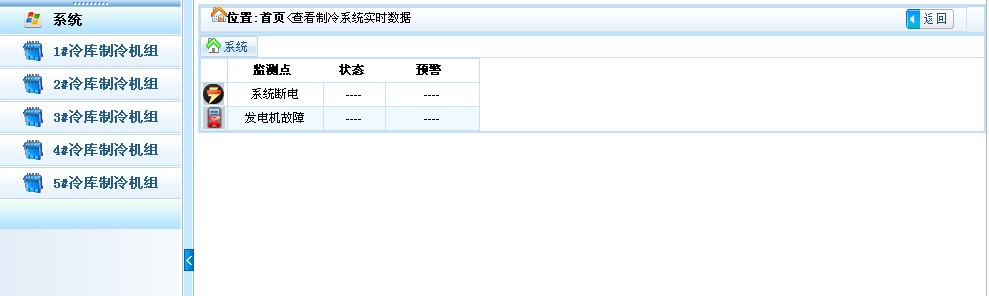 系统
1#冷库制冷机组
2#冷库制冷机组
3#冷库制冷机组
4#冷库制冷机组
5#冷库制冷机组
位置:首页<查看制冷系统实时数据
返回
系统
监测点 状态 预警
系统断电 ---- ----
发电机故障 ---- ----